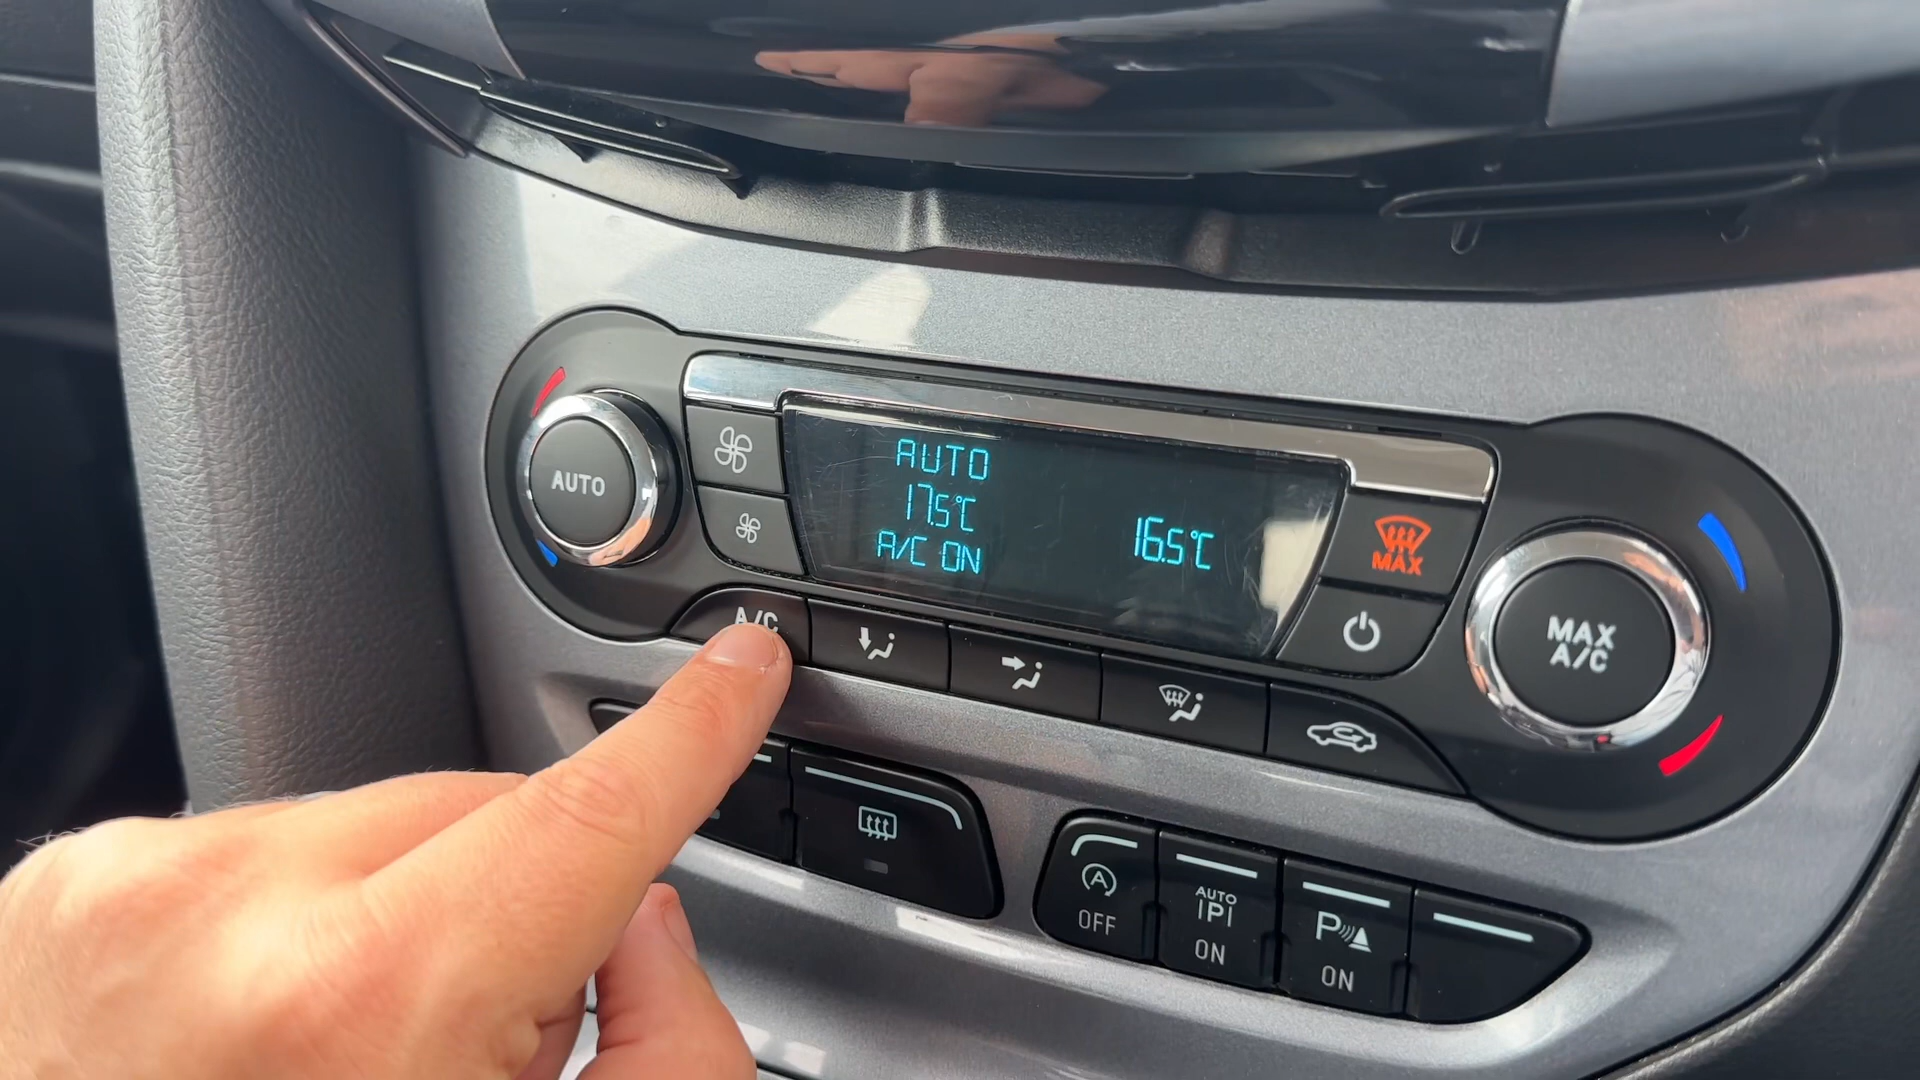 AUTO
AUTO
17.5°C
A/C ON
16.5°C
MAX
A/C
MAX
A/C
OFF
AUTO
P
ON
P
ON